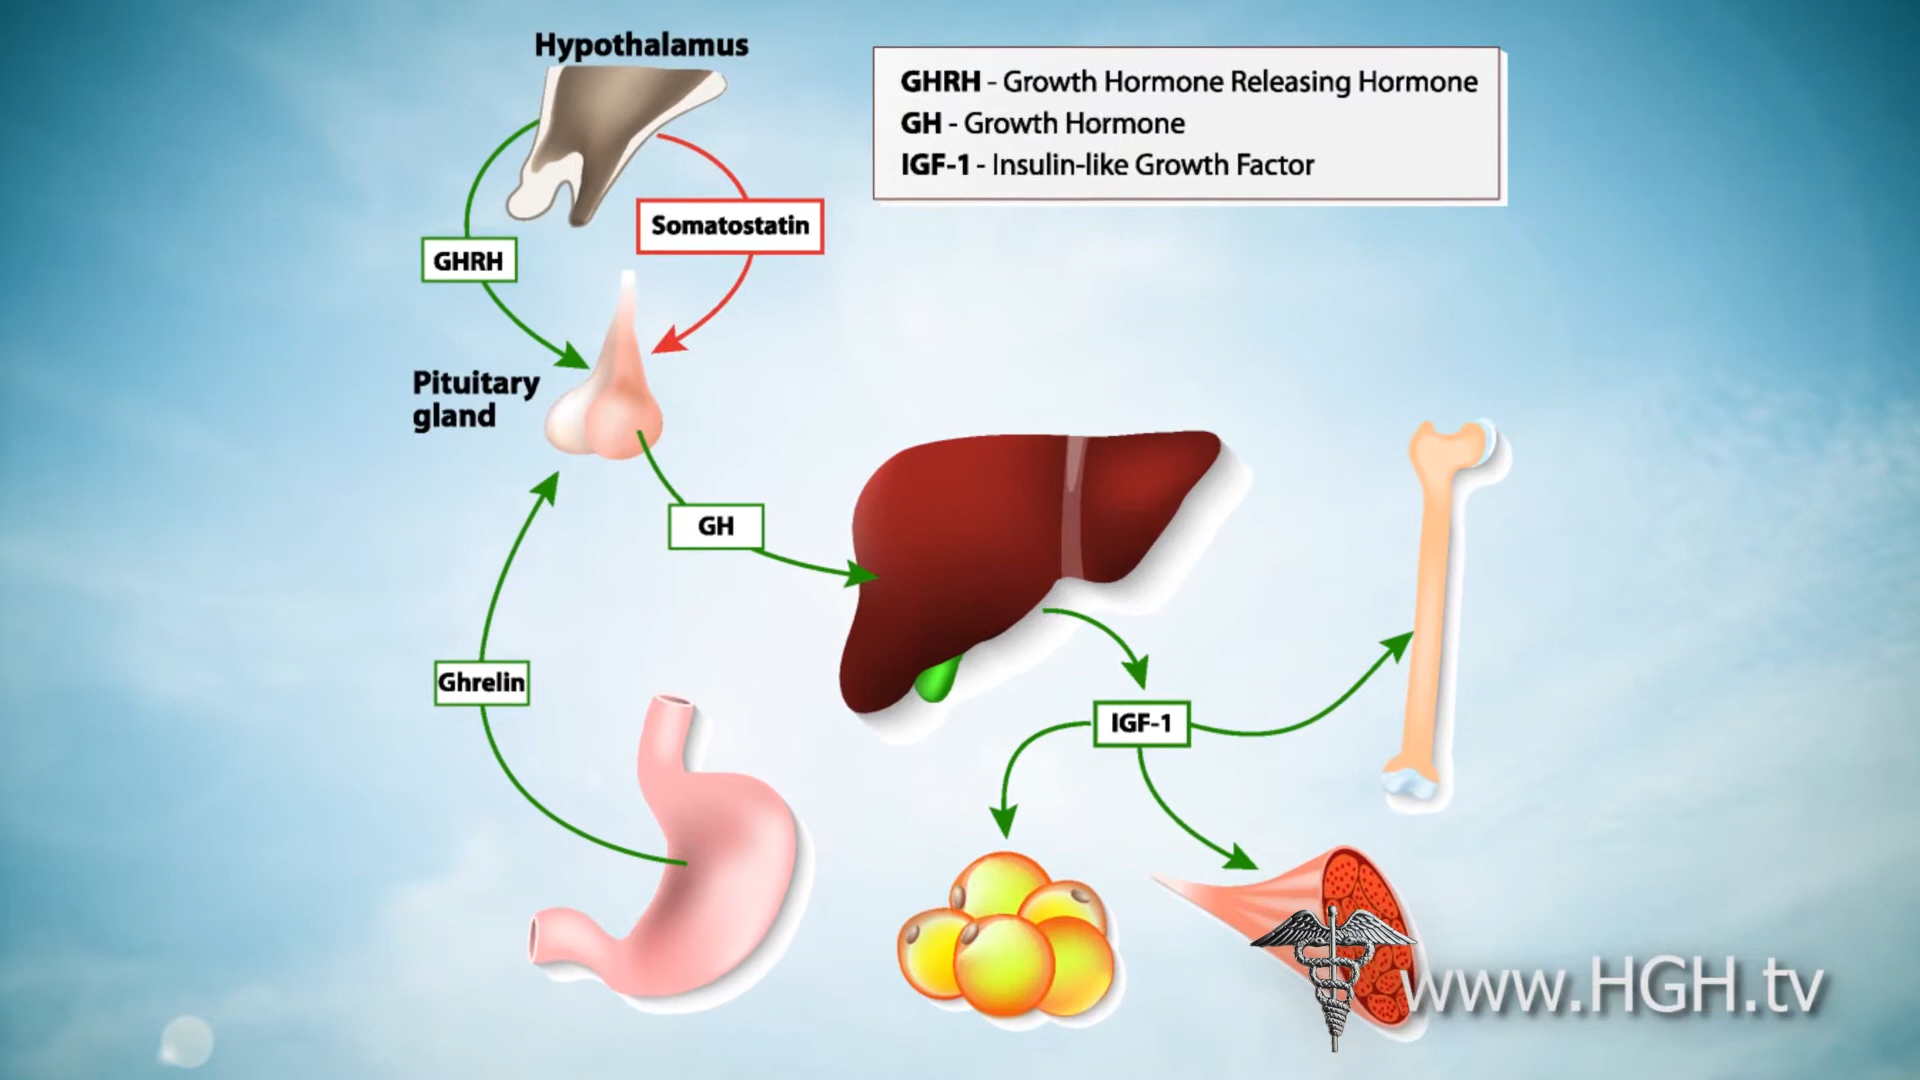 Hypothalamus
GHRH - Growth Hormone Releasing Hormone
GH - Growth Hormone
IGF-1 - Insulin-like Growth Factor
Somatostatin
GHRH
Pituitary
gland
GH
Ghrelin
IGF-1
www.HGH.tv